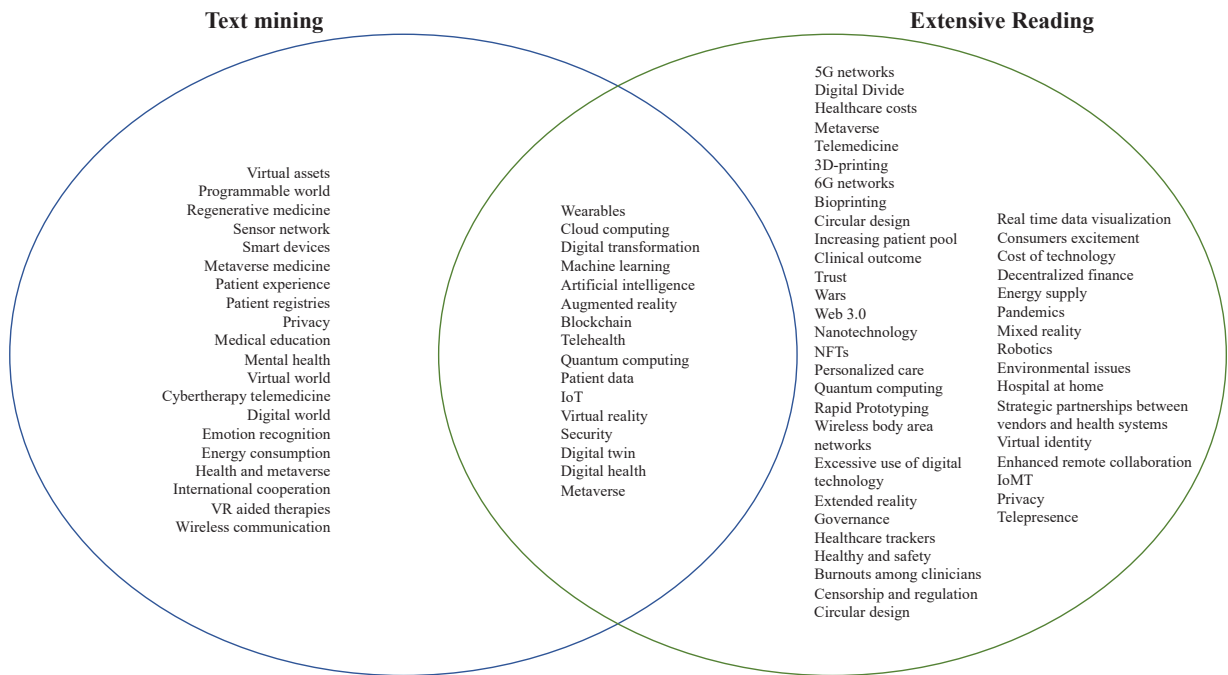 Text mining
Extensive Reading
Virtual assets
Programmable world
Regenerative medicine
Sensor network
Smart devices
Metaverse medicine
Patient experience
Patient registries
Privacy
Medical education
Mental health
Virtual world
Cybertherapy telemedicine
Digital world
Emotion recognition
Energy consumption
Health and metaverse
International cooperation
VR aided therapies
Wireless communication
Wearables
Cloud computing
Digital transformation
Machine learning
Artificial intelligence
Augmented reality
Blockchain
Telehealth
Quantum computing
Patient data
IoT
Virtual reality
Security
Digital twin
Digital health
Metaverse
5G networks
Digital Divide
Healthcare costs
Metaverse
Telemedicine
3D-printing
6G networks
Bioprinting
Circular design
Increasing patient pool
Clinical outcome
Trust
Wars
Web 3.0
Nanotechnology
NFTs
Personalized care
Quantum computing
Rapid Prototyping
Wireless body area
networks
Excessive use of digital
technology
Extended reality
Governance
Healthcare trackers
Healthy and safety
Burnouts among clinicians
Censorship and regulation
Circular design
Real time data visualization
Consumers excitement
Cost of technology
Decentralized finance
Energy supply
Pandemics
Mixed reality
Robotics
Environmental issues
Hospital at home
Strategic partnerships between
vendors and health systems
Virtual identity
Enhanced remote collaboration
IoMT
Privacy
Telepresence